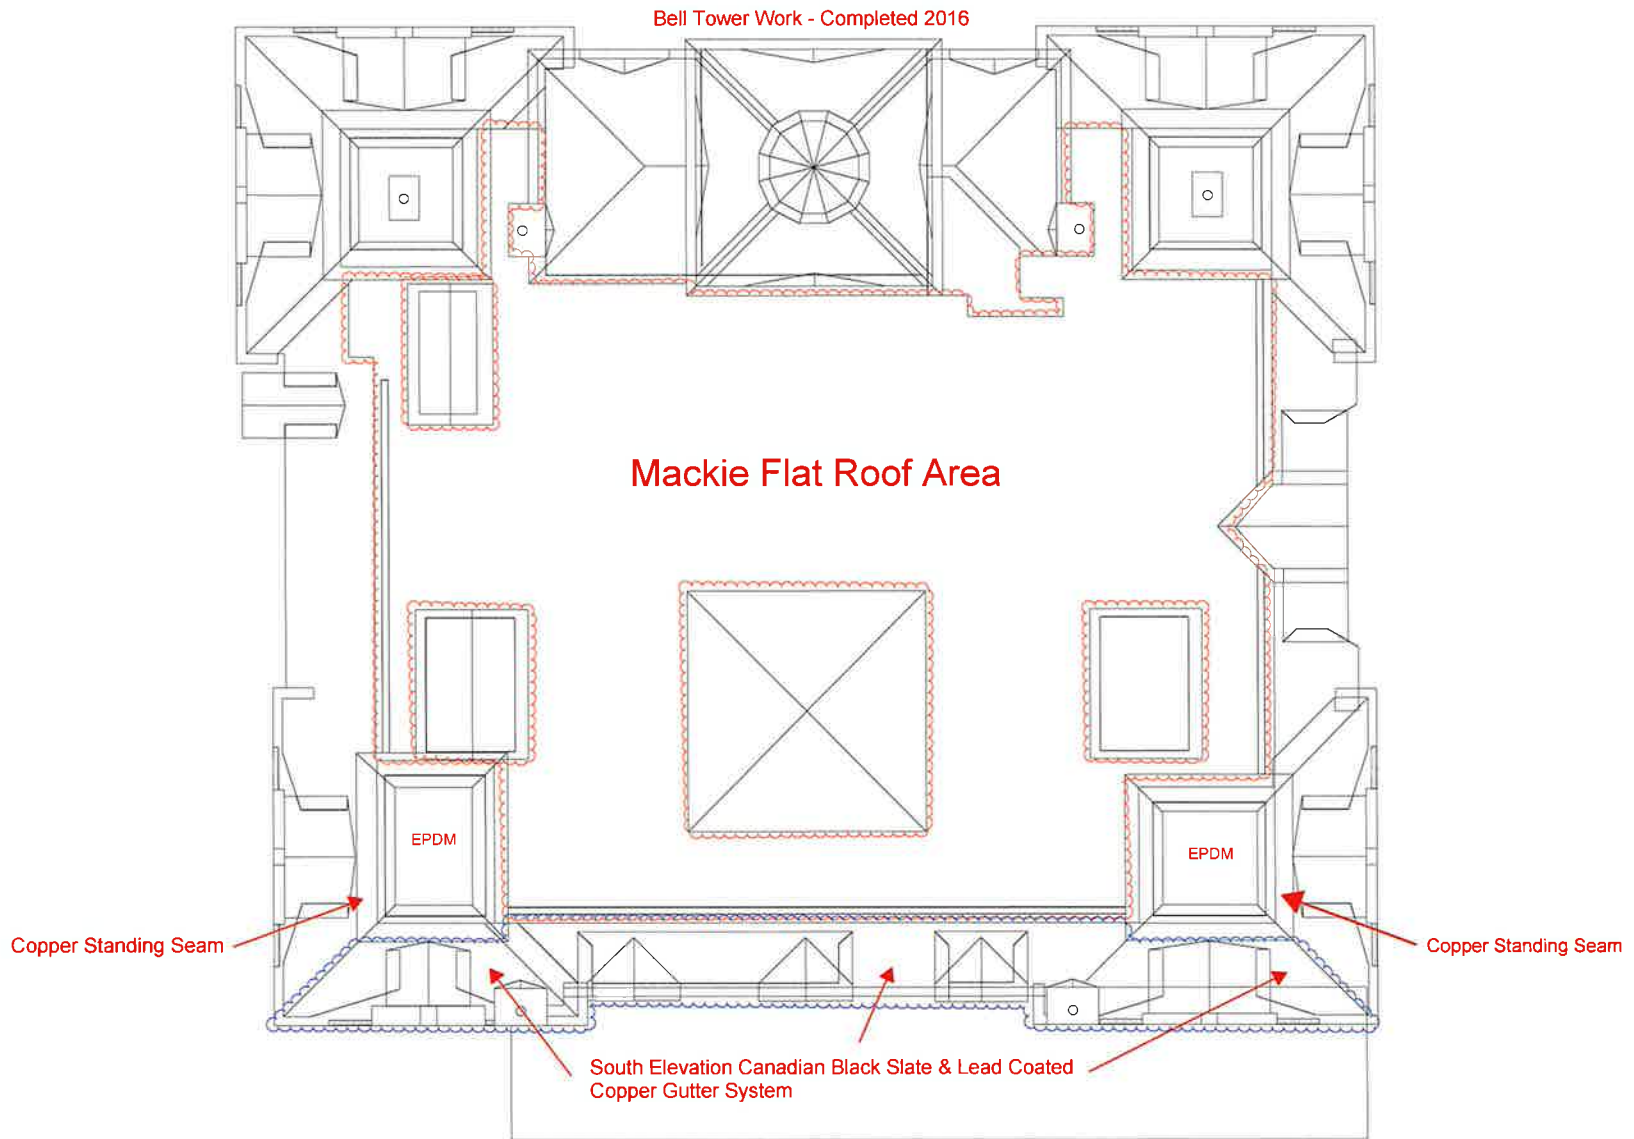 Bell Tower Work - Completed 2016
Mackie Flat Roof Area
EPDM
EPDM
Copper Standing Seam
Copper Standing Seam
South Elevation Canadian Black Slate & Lead Coated
Copper Gutter System